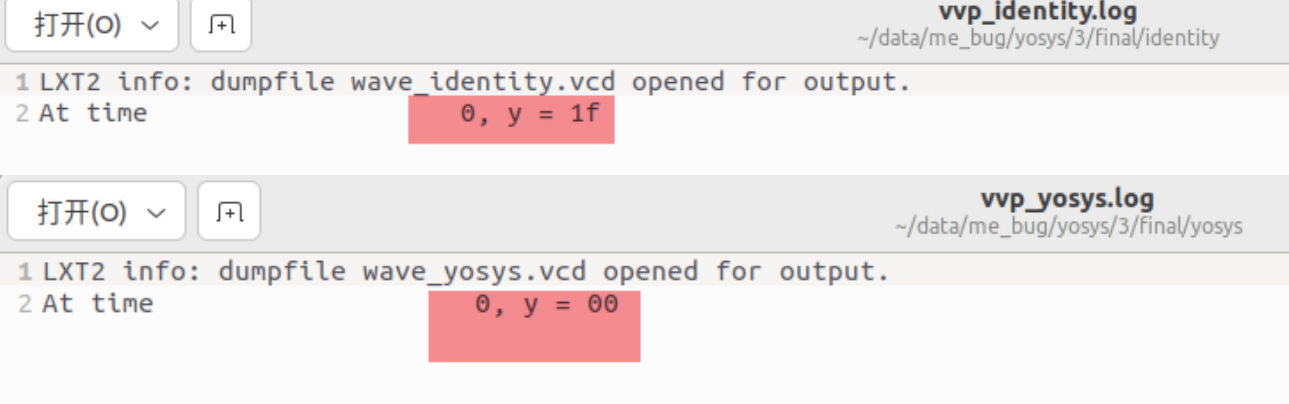 打开(O)
vvp_identity.log
~/data/me_bug/yosys/3/final/identity
1 LXT2 info: dumpfile wave_identity.vcd opened for output.
2 At time                    0, y = 1f
打开(O)
vvp_yosys.log
~/data/me_bug/yosys/3/final/yosys
1 LXT2 info: dumpfile wave_yosys.vcd opened for output.
2 At time                    0, y = 00